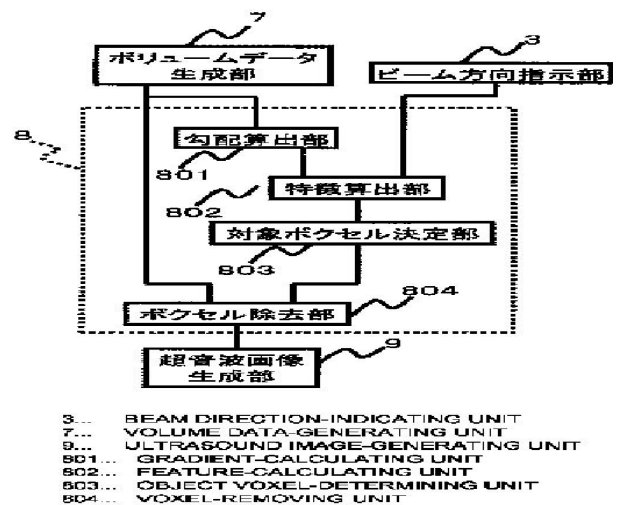 7
ボリュームデータ
生成部
3
ビーム方向指示部
8
勾配算出部
801
特徴算出部
802
対象ボクセル決定部
803
ボクセル除去部
804
超音波画像
生成部
9
3... BEAM DIRECTION-INDICATING UNIT
7... VOLUME DATA-GENERATING UNIT
9... ULTRASOUND IMAGE-GENERATING UNIT
801... GRADIENT-CALCULATING UNIT
802... FEATURE-CALCULATING UNIT
803... OBJECT VOXEL-DETERMINING UNIT
804... VOXEL-REMOVING UNIT